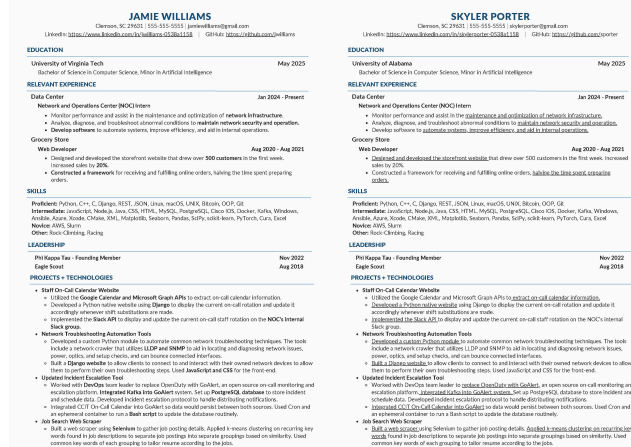 JAMIE WILLIAMS
Clemson, SC 29631 | 555-555-5555 | jamiewilliams@gmail.com
LinkedIn: https://www.linkedin.com/in/jwilliams-0538a1158 | GitHub: https://github.com/jwilliams
EDUCATION
University of Virginia Tech May 2025
Bachelor of Science in Computer Science, Minor in Artificial Intelligence
RELEVANT EXPERIENCE
Data Center Jan 2024 - Present
Network and Operations Center (NOC) Intern
• Monitor performance and assist in the maintenance and optimization of network infrastructure.
• Analyze, diagnose, and troubleshoot abnormal conditions to maintain network security and operation.
• Develop software to automate systems, improve efficiency, and aid in internal operations.
Grocery Store
Web Developer Aug 2020 - Aug 2021
• Designed and developed the storefront website that drew over 500 customers in the first week. Increased
sales by 20%.
• Constructed a framework for receiving and fulfilling online orders, halving the time spent preparing
orders.
SKILLS
Proficient: Python, C++, C, Django, REST, JSON, Linux, macOS, UNIX, Bitcoin, OOP, Git
Intermediate: JavaScript, Node.js, Java, CSS, HTML, MySQL, PostgreSQL, Cisco IOS, Docker, Kafka, Windows,
Ansible, Azure, Xcode, CMake, XML, Matplotlib, Seaborn, Pandas, SciPy, scikit-learn, PyTorch, Cura, Excel
Novice: AWS, Slurm
Other: Rock-Climbing, Racing
LEADERSHIP
Phi Kappa Tau - Founding Member Nov 2022
Eagle Scout Aug 2018
PROJECTS + TECHNOLOGIES
• Staff On-Call Calendar Website
Utilized the Google Calendar and Microsoft Graph APIs to extract on-call calendar information.
Developed a Python website using Django to display the current on-call rotation and update it
accordingly whenever shift substitutions are made.
Implemented the Slack API to display and update the current on-call staff rotation on the NOC's Internal
Slack group.
• Network Troubleshooting Automation Tools
Developed a custom Python module to automate common network troubleshooting techniques. The tools
include a network crawler that utilizes LLDP and SNMP to aid in locating and diagnosing network issues,
power, optics, and setup checks, and can bounce connected interfaces.
Built a Django website to allow clients to connect to and interact with their owned network devices to allow
them to perform their own troubleshooting steps. Used JavaScript and CSS for the front end.
• Updated Incident Escalation Tool
Worked with DevOps team leader to replace OpenDuty with GoAlert, an open source on-call monitoring and
escalation platform. Integrated Kafka into GoAlert system. Set up PostgreSQL database to store incident
and schedule data. Developed incident notification protocols to alert on-call staff.
Integrated CCIT On-Call Calendar into GoAlert so data would persist between both sources. Used Cron and
an ephemeral container to run a Bash script to update the database routinely.
• Job Search Web Scraper
Built a web scraper using Selenium to gather job posting details. Applied K-means clustering on recurring
words found in job descriptions to separate job postings into separate groupings based on similarity. Used
common key words of each grouping to tailor resume according to the jobs.
SKYLER PORTER
Clemson, SC 29631 | 555-555-5555 | skylerporter@gmail.com
LinkedIn: https://www.linkedin.com/in/skylerporter-0538a1158 | GitHub: https://github.com/sporter
EDUCATION
University of Alabama May 2025
Bachelor of Science in Computer Science, Minor in Artificial Intelligence
RELEVANT EXPERIENCE
Data Center Jan 2024 - Present
Network and Operations Center (NOC) Intern
• Monitor performance and assist in the maintenance and optimization of network infrastructure.
• Analyze, diagnose, and troubleshoot abnormal conditions to maintain network security and operation.
• Develop software to automate systems, improve efficiency, and aid in internal operations.
Grocery Store
Web Developer Aug 2020 - Aug 2021
• Designed and developed the storefront website that drew over 500 customers in the first week. Increased
sales by 20%.
• Constructed a framework for receiving and fulfilling online orders, halving the time spent preparing
orders.
SKILLS
Proficient: Python, C++, C, Django, REST, JSON, Linux, macOS, UNIX, Bitcoin, OOP, Git
Intermediate: JavaScript, Node.js, Java, CSS, HTML, MySQL, PostgreSQL, Cisco IOS, Docker, Kafka, Windows,
Ansible, Azure, Xcode, CMake, XML, Matplotlib, Seaborn, Pandas, SciPy, scikit-learn, PyTorch, Cura, Excel
Novice: AWS, Slurm
Other: Rock-Climbing, Racing
LEADERSHIP
Phi Kappa Tau - Founding Member Nov 2022
Eagle Scout Aug 2018
PROJECTS + TECHNOLOGIES
• Staff On-Call Calendar Website
Utilized the Google Calendar and Microsoft Graph APIs to extract on-call calendar information.
Developed a Python website using Django to display the current on-call rotation and update it
accordingly whenever shift substitutions are made.
Implemented the Slack API to display and update the current on-call staff rotation on the NOC's Internal
Slack group.
• Network Troubleshooting Automation Tools
Developed a custom Python module to automate common network troubleshooting techniques. The tools
include a network crawler that utilizes LLDP and SNMP to aid in locating and diagnosing network issues,
power, optics, and setup checks, and can bounce connected interfaces.
Built a Django website to allow clients to connect to and interact with their owned network devices to allow
them to perform their own troubleshooting steps. Used JavaScript and CSS for the front end.
• Updated Incident Escalation Tool
Worked with DevOps team leader to replace OpenDuty with GoAlert, an open source on-call monitoring
escalation platform. Integrated Kafka into GoAlert system. Set up PostgreSQL database to store incident
and schedule data. Developed incident notification protocols to alert on-call staff.
Integrated CCIT On-Call Calendar into GoAlert so data would persist between both sources. Used Cron and
an ephemeral container to run a Bash script to update the database routinely.
• Job Search Web Scraper
Built a web scraper using Selenium to gather job posting details. Applied K-means clustering on recurring
words found in job descriptions to separate job postings into separate groupings based on similarity. Used
common key words of each grouping to tailor resume according to the jobs.